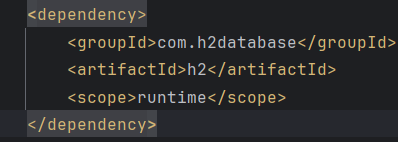 <dependency>
<groupId>com.h2database</groupId>
<artifactId>h2</artifactId>
<scope>runtime</scope>
</dependency>